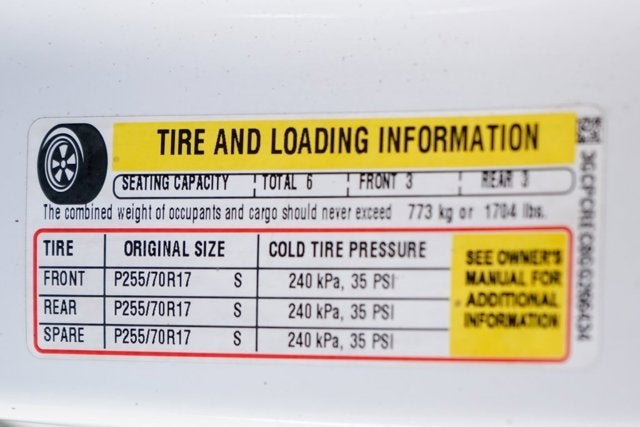 TIRE AND LOADING INFORMATION
SEATING CAPACITY TOTAL 6 FRONT 3 REAR 3
The combined weight of occupants and cargo should never exceed 773 kg or 1704 lbs.
TIRE ORIGINAL SIZE COLD TIRE PRESSURE
FRONT P255/70R17 S 240 kPa, 35 PSI
REAR P255/70R17 S 240 kPa, 35 PSI
SPARE P255/70R17 S 240 kPa, 35 PSI
SEE OWNER'S
MANUAL FOR
ADDITIONAL
INFORMATION